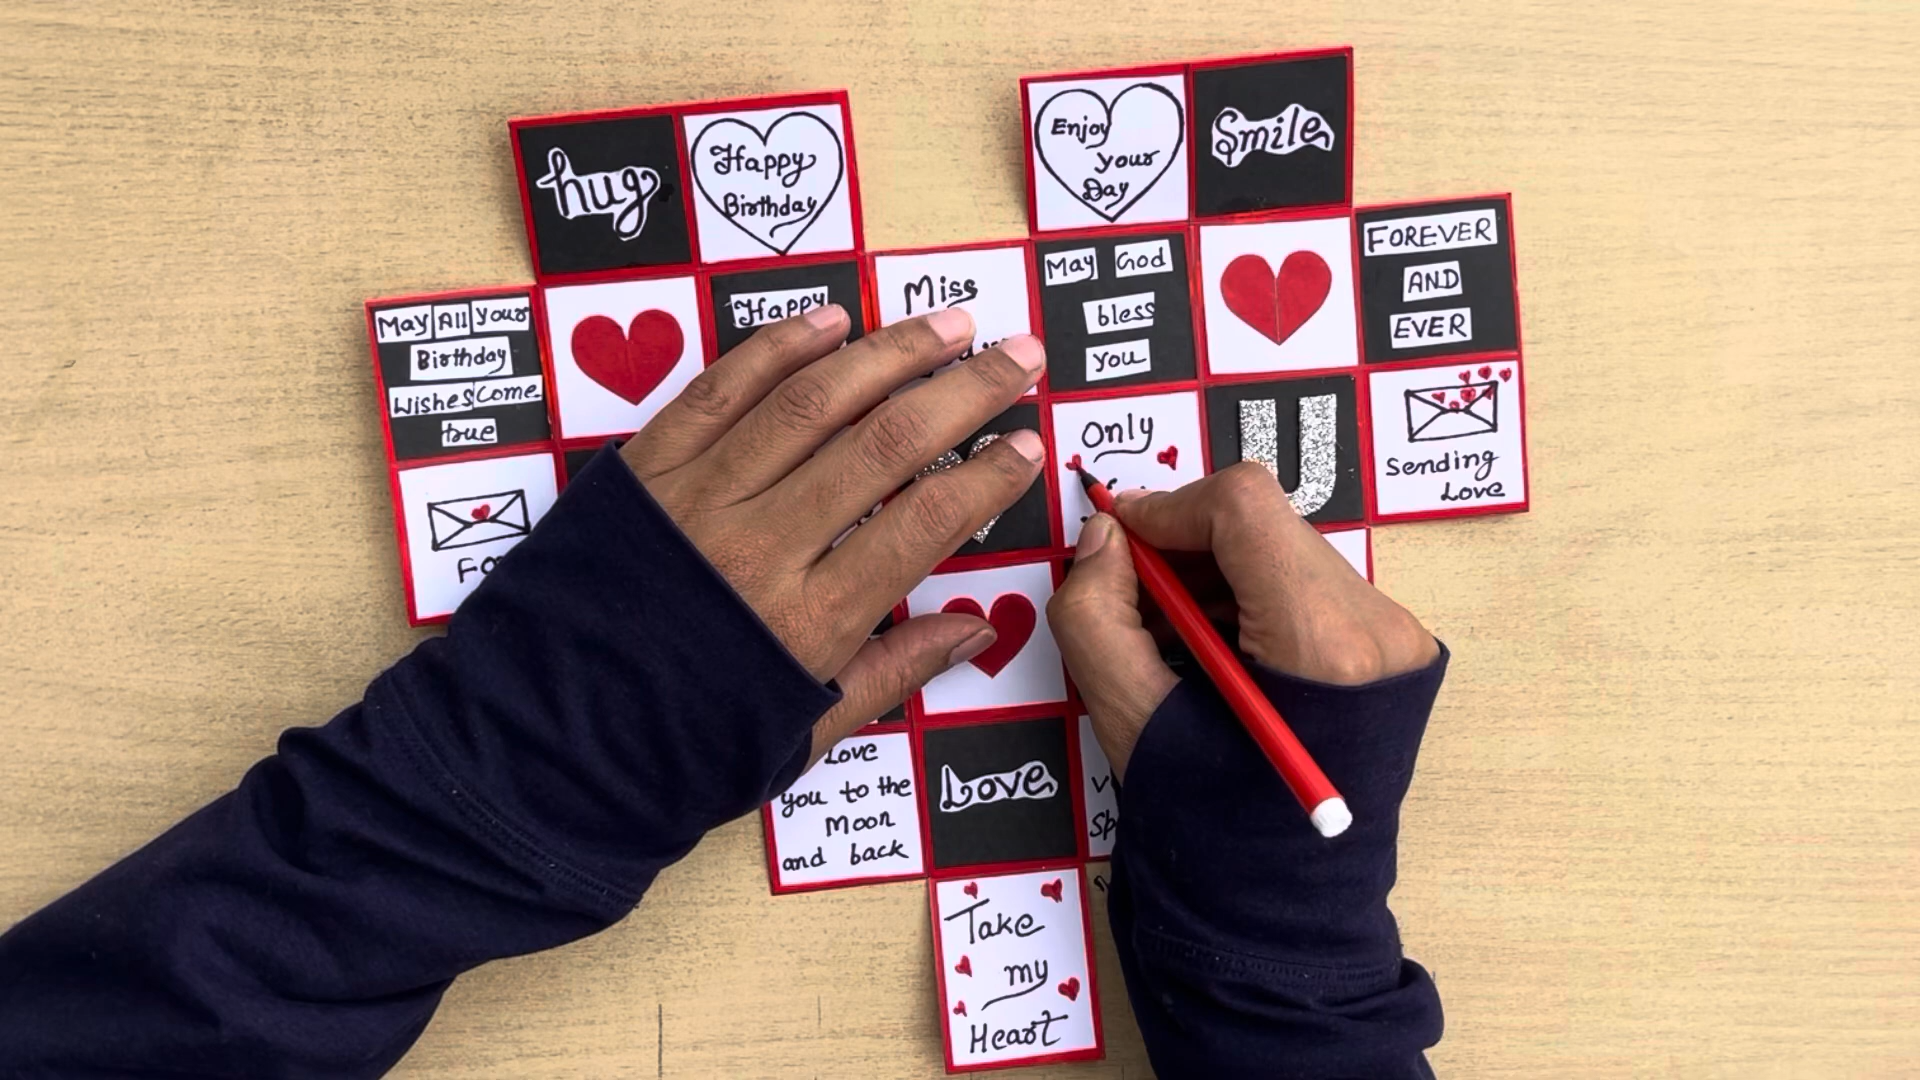 hug
Happy
Birthday
Enjoy
your
Day
Smile
May All Your
Birthday
Wishes Come
true
Happy
Miss
May God
bless
you
FOREVER
AND
EVER
Only
U
Sending
Love
Love
you to the
Moon
and back
Love
Take
my
Heart